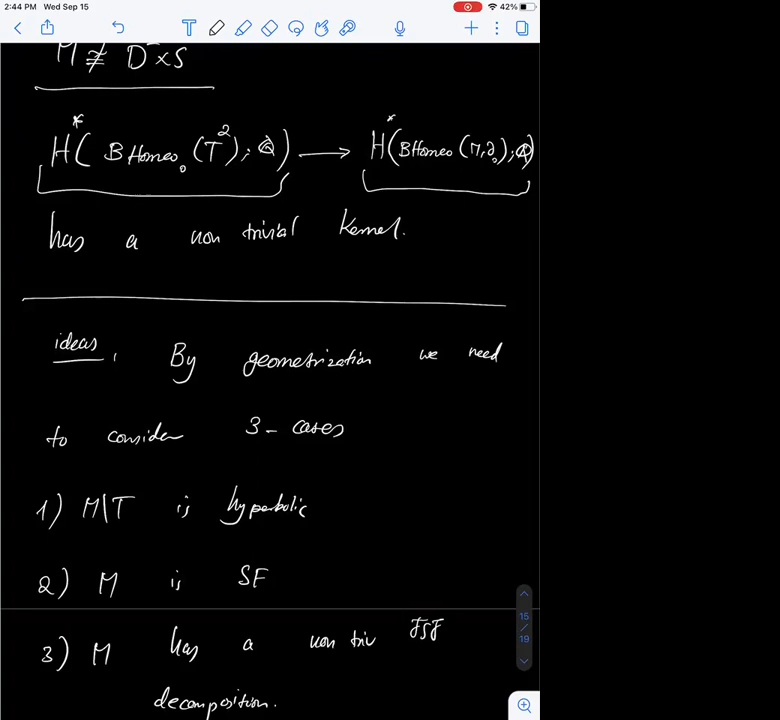 2:44 PM Wed Sep 15 42%
M ≇ D² × S
H*(BHomeo₀(T²); Q) ⟶ H*(BHomeo(M,∂₀); Q)
has a non trivial Kernel.
ideas, By geometrization we need
to consider 3 - cases
1) M\T is hyperbolic
2) M is SF
15
/
19
3) M has a non triv JSJ
decomposition.